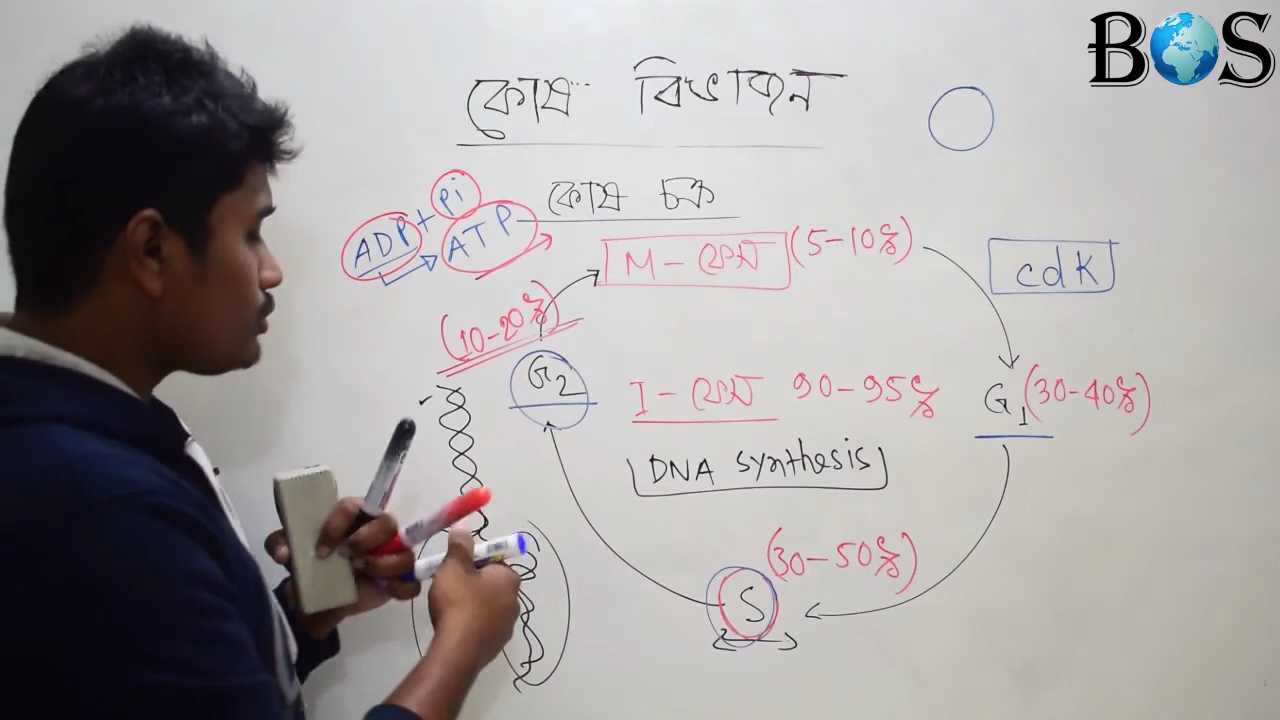 BOS
কোষ বিভাজন
কোষ চক্র
ADP + Pi
ATP
M - ফেজ (5-10%)
cdk
(10-20%)
G2
I - ফেজ 90-95%
G1 (30-40%)
DNA synthesis
(30-50%)
S